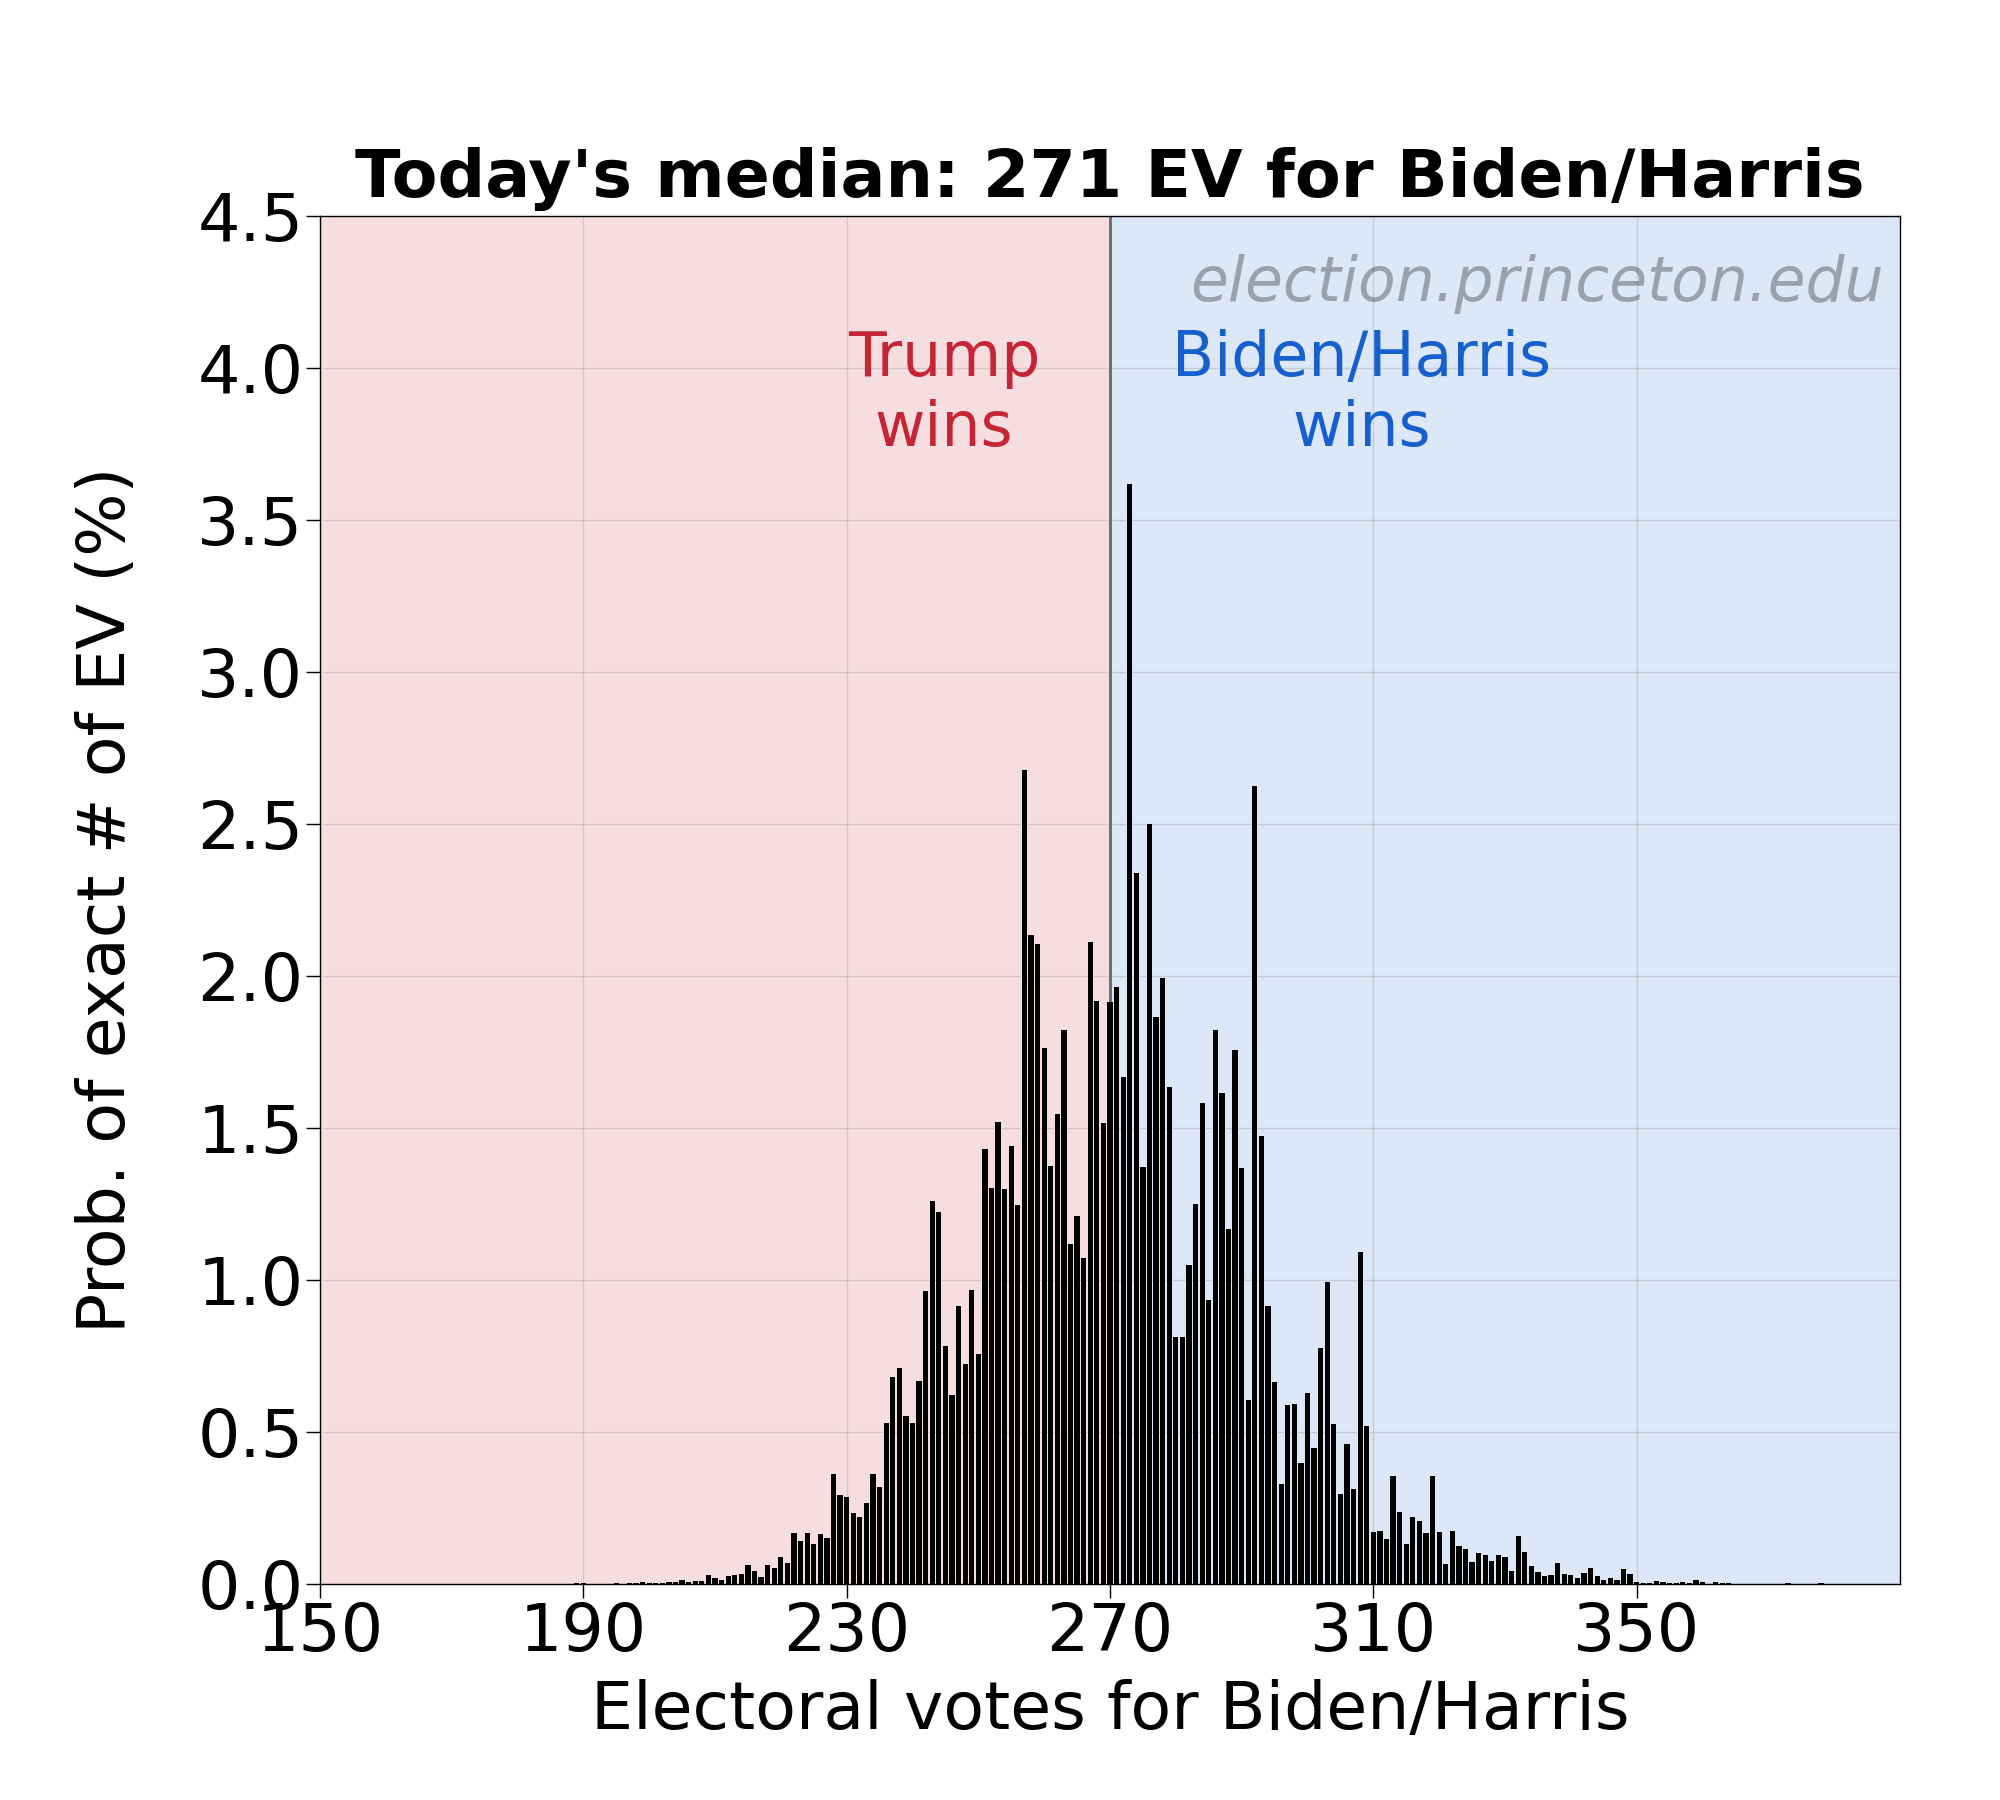 Today's median: 271 EV for Biden/Harris
election.princeton.edu
Trump
wins
Biden/Harris
wins
Prob. of exact # of EV (%)
4.5
4.0
3.5
3.0
2.5
2.0
1.5
1.0
0.5
0.0
150 190 230 270 310 350
Electoral votes for Biden/Harris